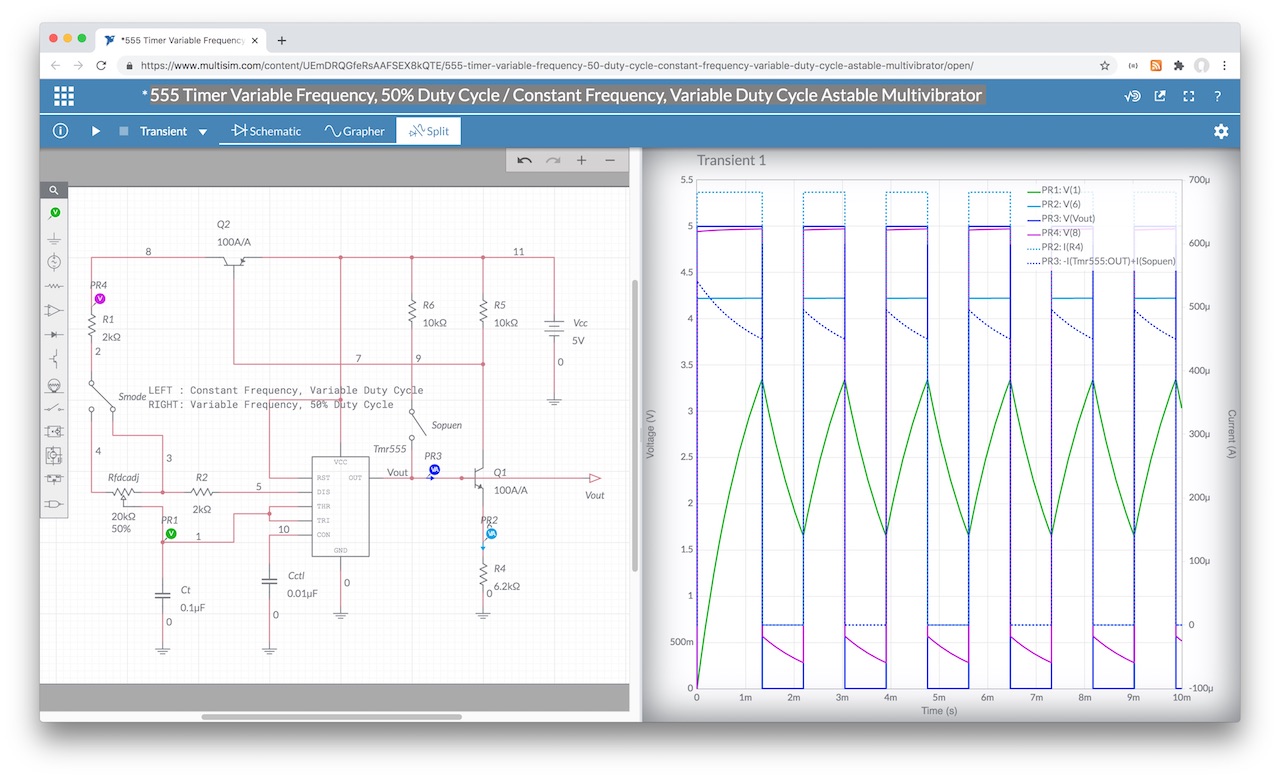 *555 Timer Variable Frequency
https://www.multisim.com/content/UEmDRQGfeRsAAFSEX8kQTE/555-timer-variable-frequency-50-duty-cycle-constant-frequency-variable-duty-cycle-astable-multivibrator/open/
*555 Timer Variable Frequency, 50% Duty Cycle / Constant Frequency, Variable Duty Cycle Astable Multivibrator
Transient
Schematic
Grapher
Split
Q2
100A/A
8
11
PR4
V
R1
2kΩ
2
R6
10kΩ
R5
10kΩ
Vcc
5V
0
7
9
Smode
LEFT : Constant Frequency, Variable Duty Cycle
RIGHT: Variable Frequency, 50% Duty Cycle
Sopuen
4
3
Tmr555
VCC
Rfdcadj
R2
5
RST
OUT
Vout
PR3
VA
Q1
100A/A
Vout
DIS
20kΩ
50%
2kΩ
THR
PR1
V
1
TRI
10
CON
PR2
VA
GND
Ct
0.1µF
0
Cctl
0.01µF
0
0
R4
6.2kΩ
0
Transient 1
PR1: V(1)
PR2: V(6)
PR3: V(Vout)
PR4: V(8)
PR2: I(R4)
PR3: -I(Tmr555:OUT)+I(Sopuen)
5.5
5
4.5
4
3.5
3
2.5
2
1.5
1
500m
0
Voltage (V)
700µ
600µ
500µ
400µ
300µ
200µ
100µ
0
-100µ
Current (A)
0 1m 2m 3m 4m 5m 6m 7m 8m 9m 10m
Time (s)